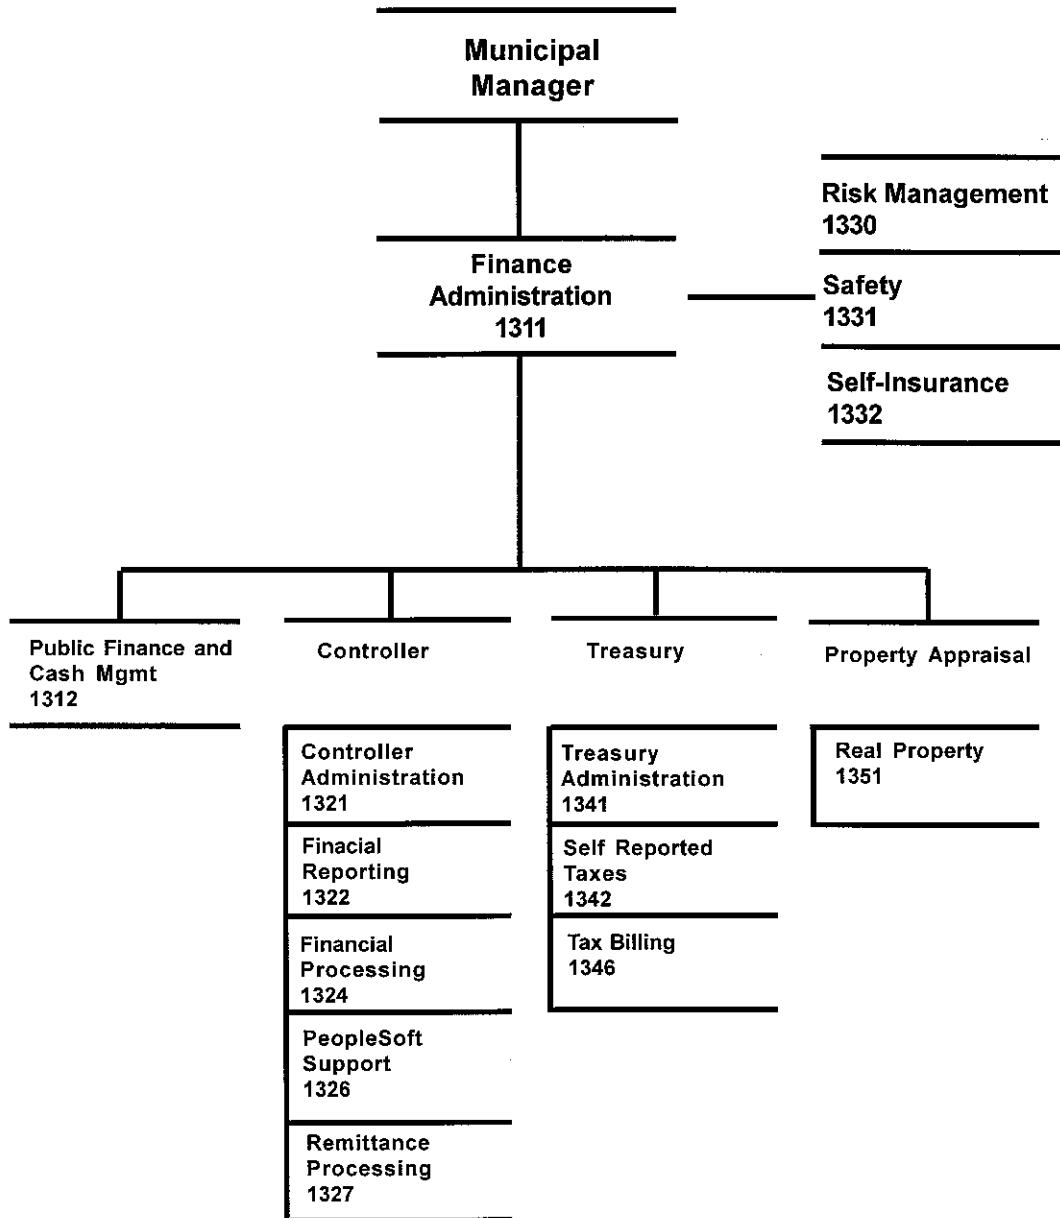 Municipal
Manager
Risk Management
1330
Finance
Administration
1311
Safety
1331
Self-Insurance
1332
Public Finance and
Cash Mgmt
1312
Controller
Treasury
Property Appraisal
Controller
Administration
1321
Finacial
Reporting
1322
Financial
Processing
1324
PeopleSoft
Support
1326
Remittance
Processing
1327
Treasury
Administration
1341
Self Reported
Taxes
1342
Tax Billing
1346
Real Property
1351